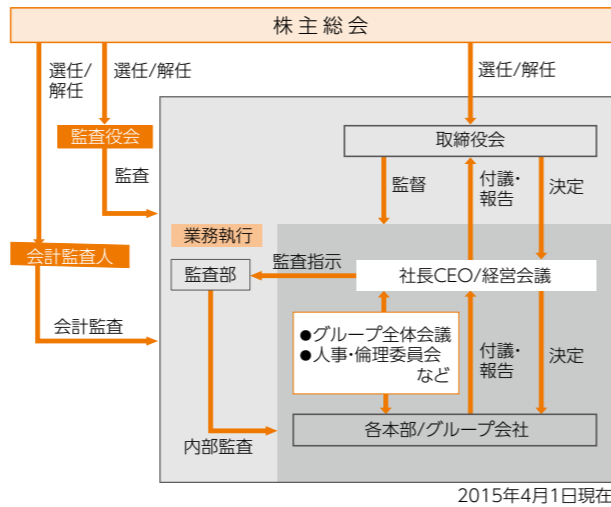 株主総会
選任/
解任
選任/解任
選任/解任
監査役会
取締役会
監査
監督
付議・
報告
決定
業務執行
会計監査人
監査部
監査指示
社長CEO/経営会議
会計監査
●グループ全体会議
●人事・倫理委員会
など
付議・
報告
決定
各本部/グループ会社
内部監査
2015年4月1日現在